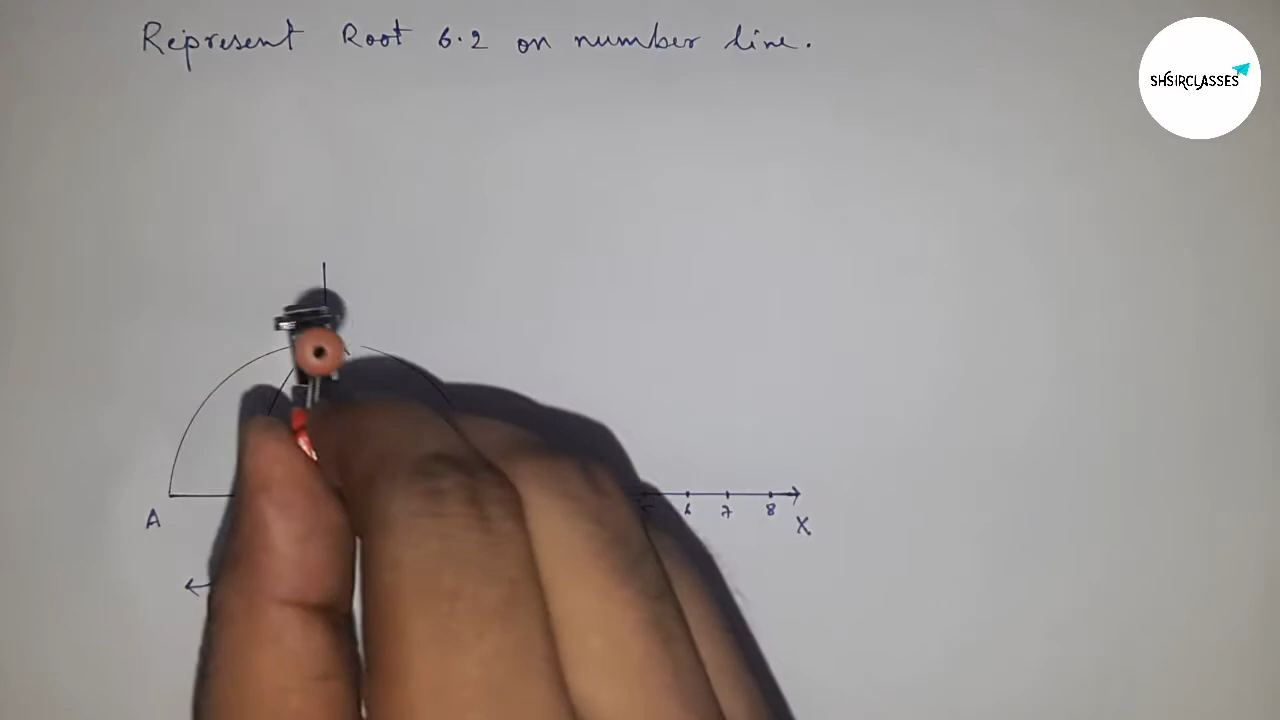 Represent Root 6.2 on number line.
SHSIRCLASSES
6 7 8
A
X